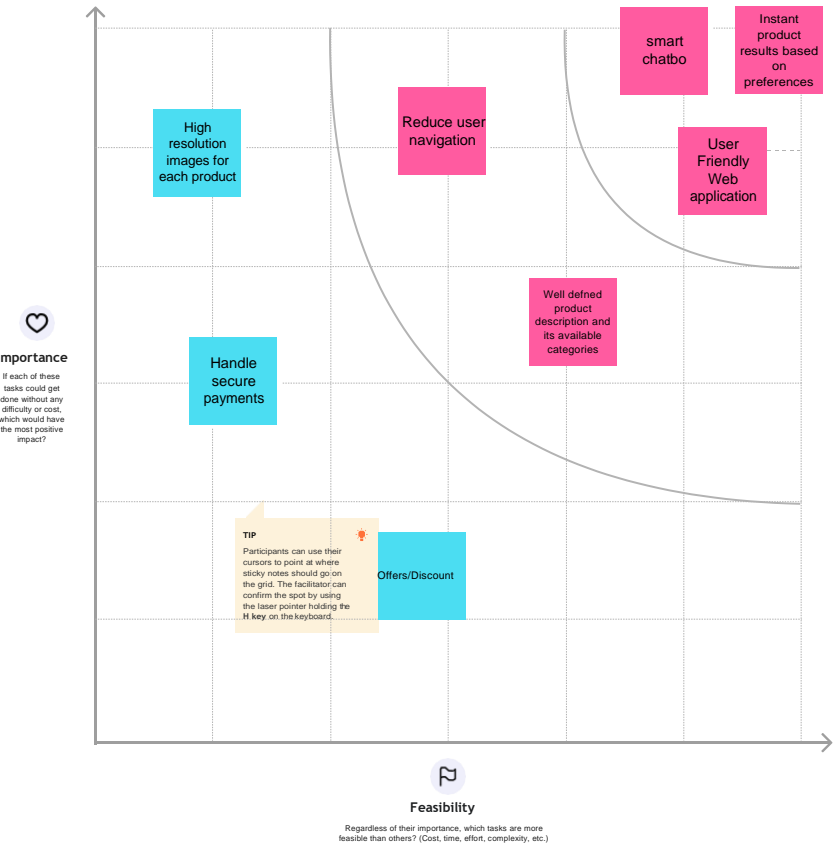 smart
chatbo
Instant
product
results based
on
preferences
Reduce user
navigation
High
resolution
images for
each product
User
Friendly
Web
application
Well defned
product
description and
its available
categories
Handle
secure
payments
mportance
If each of these
tasks could get
done without any
difficulty or cost,
which would have
the most positive
impact?
TIP
Participants can use their
cursors to point at where
sticky notes should go on
the grid. The facilitator can
confirm the spot by using
the laser pointer holding the
H key on the keyboard.
Offers/Discount
Feasibility
Regardless of their importance, which tasks are more
feasible than others? (Cost, time, effort, complexity, etc.)